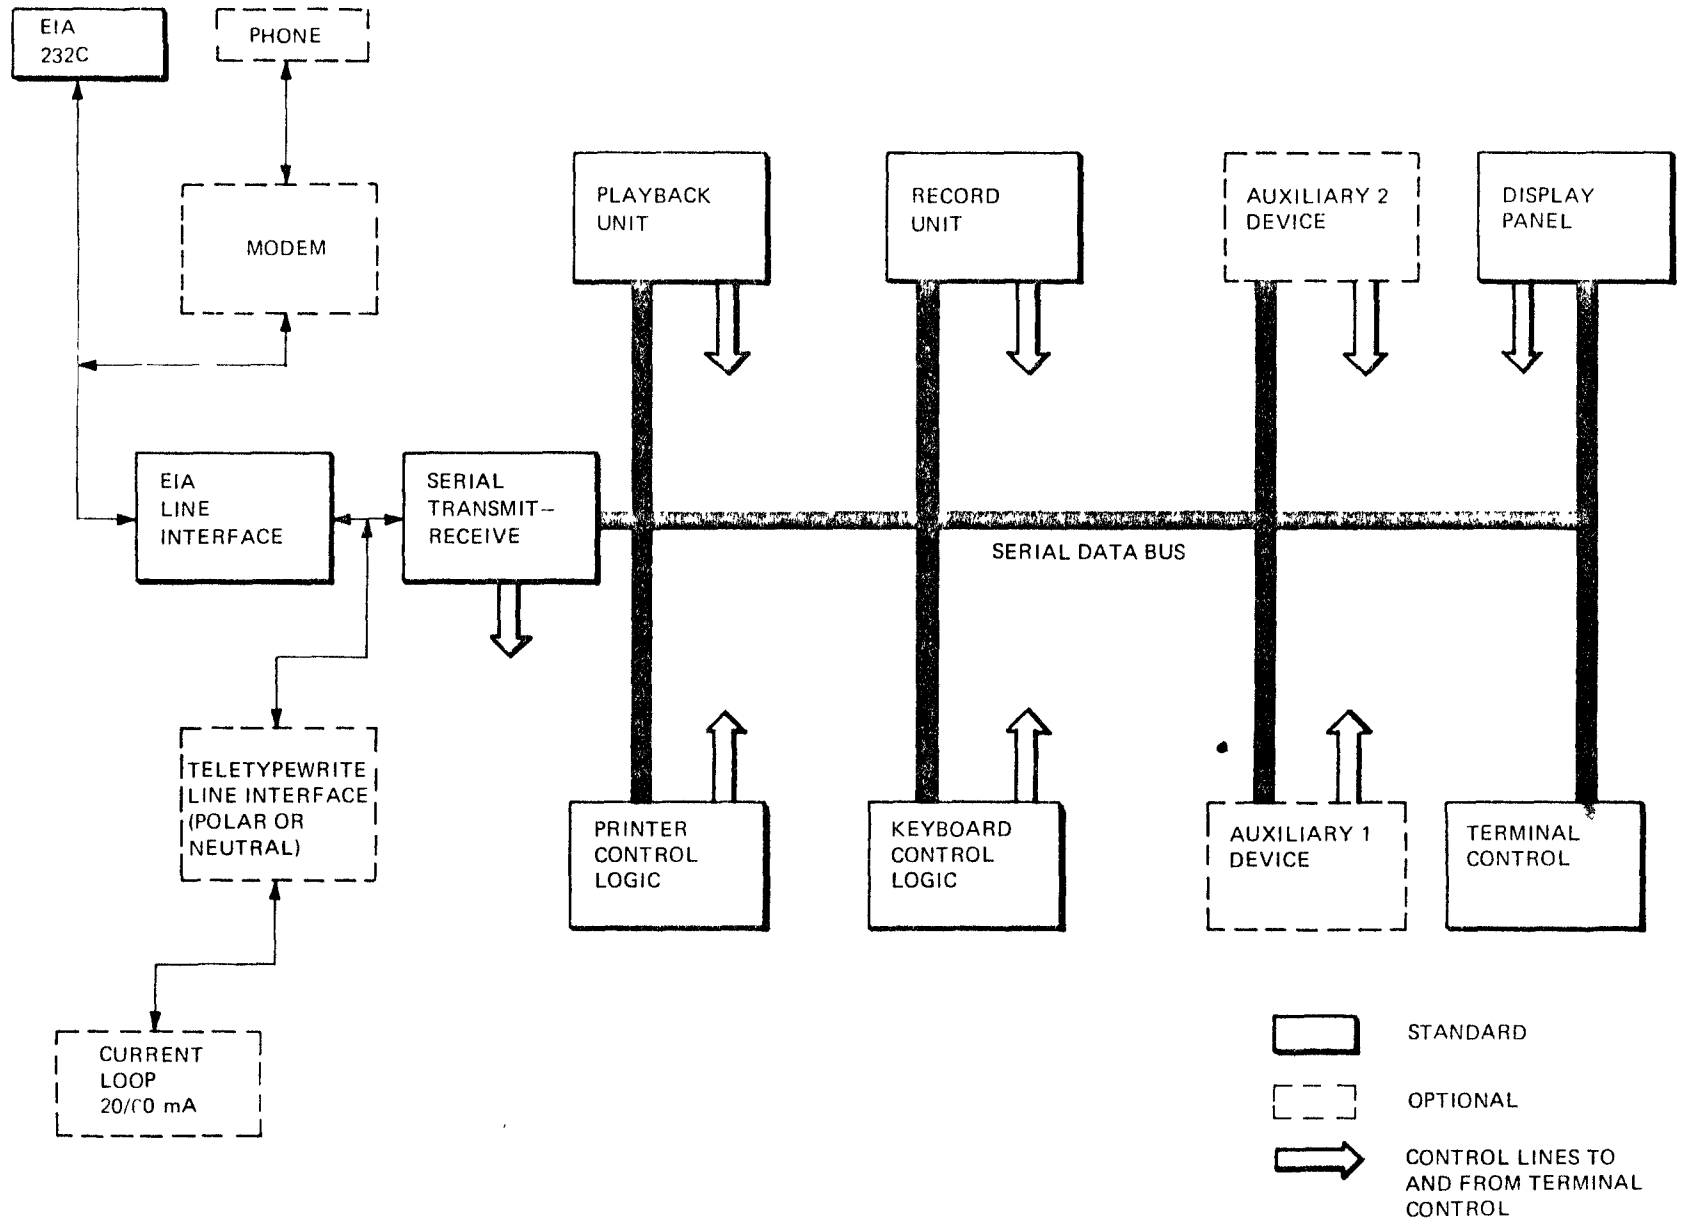 EIA
232C
PHONE
MODEM
PLAYBACK
UNIT
RECORD
UNIT
AUXILIARY 2
DEVICE
DISPLAY
PANEL
EIA
LINE
INTERFACE
SERIAL
TRANSMIT–
RECEIVE
SERIAL DATA BUS
TELETYPEWRITE
LINE INTERFACE
(POLAR OR
NEUTRAL)
PRINTER
CONTROL
LOGIC
KEYBOARD
CONTROL
LOGIC
AUXILIARY 1
DEVICE
TERMINAL
CONTROL
CURRENT
LOOP
mA
STANDARD
OPTIONAL
CONTROL LINES TO
AND FROM TERMINAL
CONTROL